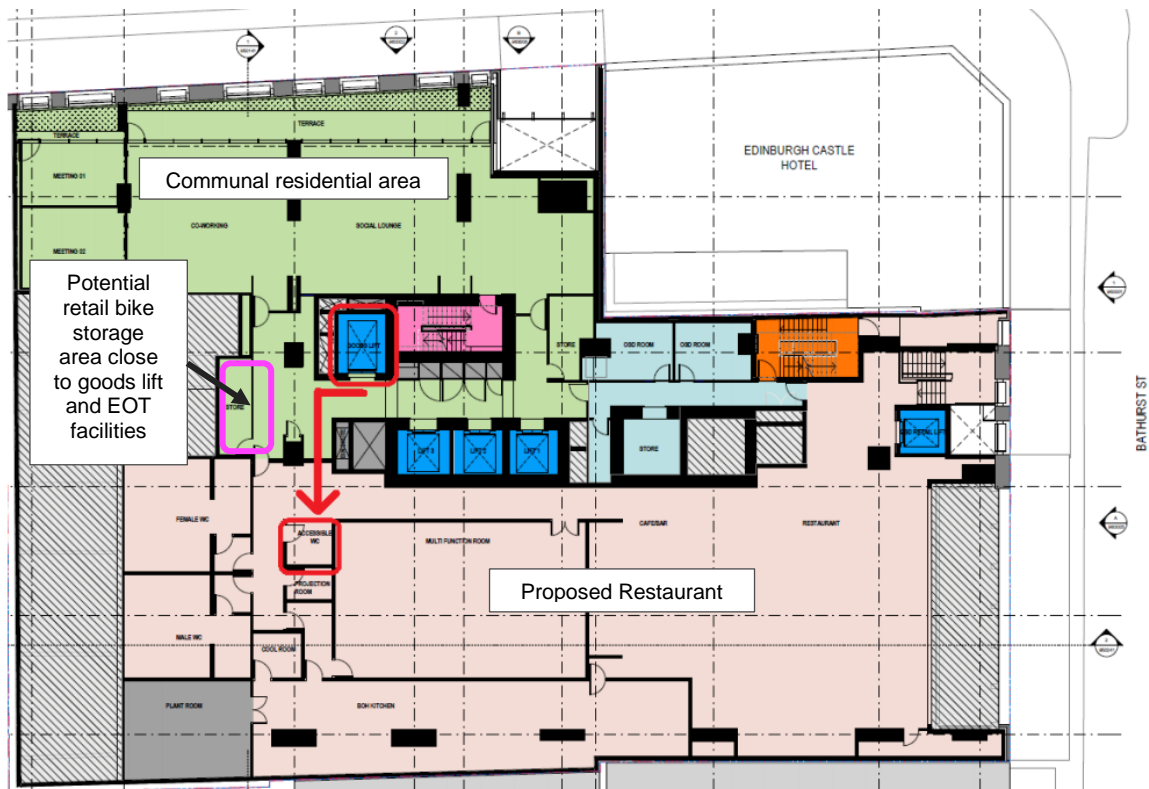 EDINBURGH CASTLE
HOTEL
TERRACE
TERRACE
MEETING 01
Communal residential area
CO-WORKING
SOCIAL LOUNGE
MEETING 02
Potential
retail bike
storage
area close
to goods lift
and EOT
facilities
GOODS LIFT
STORE
OSD ROOM
OSD ROOM
BATHURST ST
STORE
LIFT 3
LIFT 2
LIFT 1
STORE
FEMALE WC
ACCESSIBLE
WC
MULTI FUNCTION ROOM
CAFE/BAR
RESTAURANT
PROJECTION
ROOM
Proposed Restaurant
MALE WC
COOL ROOM
PLANT ROOM
BOH KITCHEN